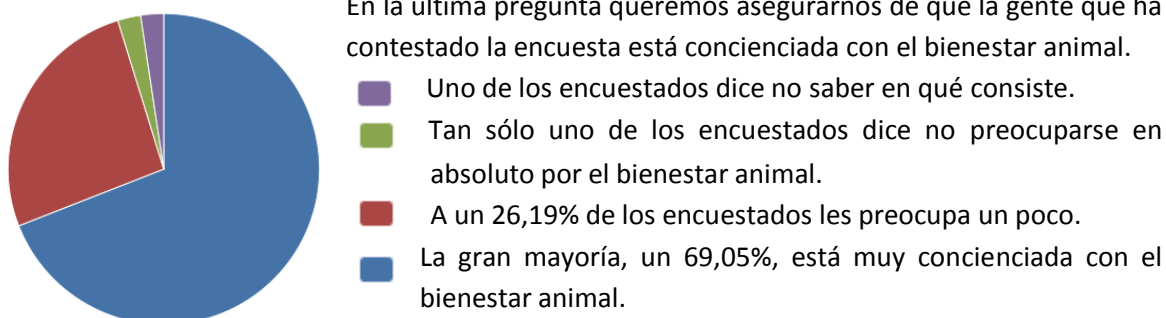 En la última pregunta queremos asegurarnos de que la gente que ha
contestado la encuesta está concienciada con el bienestar animal.
Uno de los encuestados dice no saber en qué consiste.
Tan sólo uno de los encuestados dice no preocuparse en
absoluto por el bienestar animal.
A un 26,19% de los encuestados les preocupa un poco.
La gran mayoría, un 69,05%, está muy concienciada con el
bienestar animal.